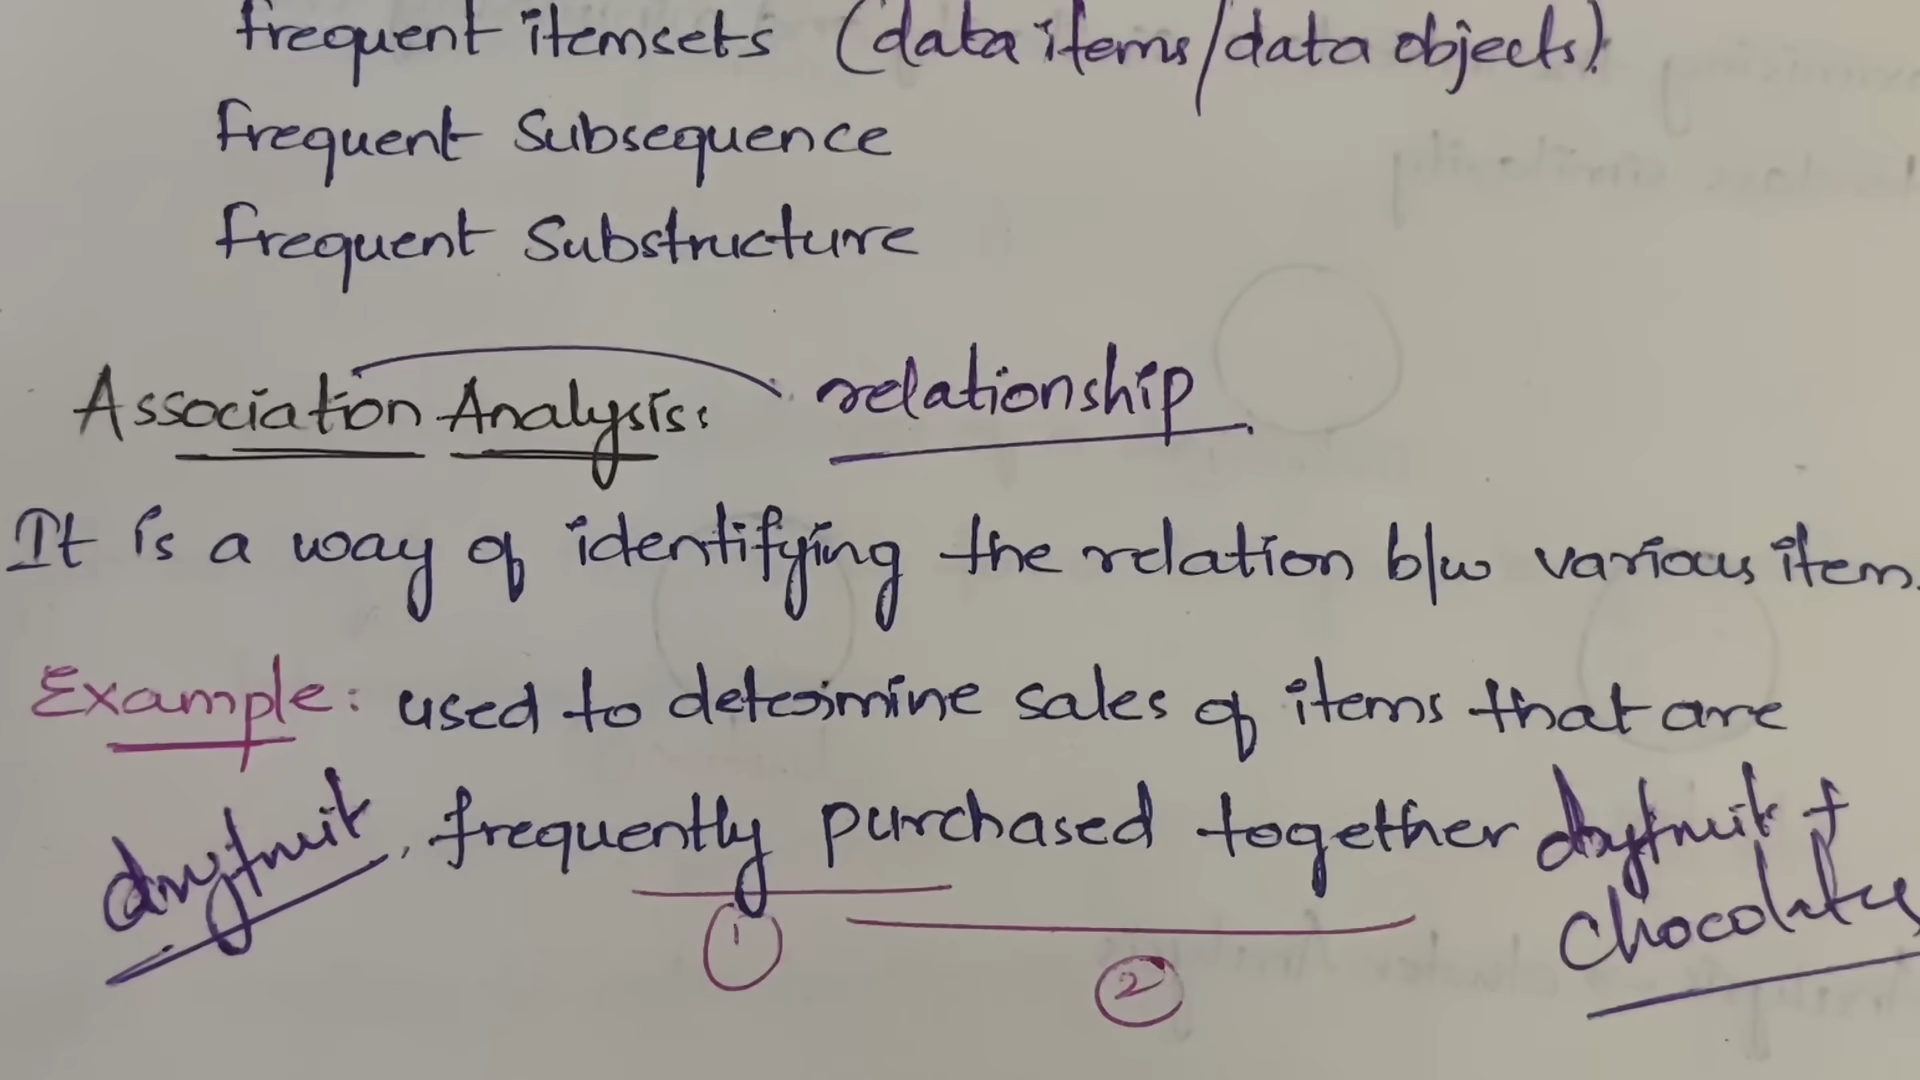 frequent itemsets (data items/data objects)
frequent Subsequence
frequent Substructure
Association Analysis: relationship
It is a way of identifying the relation b/w various item
Example: used to determine sales of items that are
dryfruit, frequently purchased together dryfruit +
chocolates
1
2